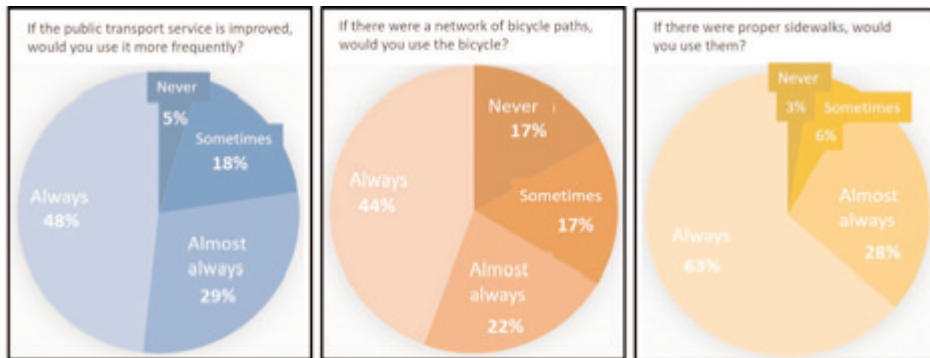 If the public transport service is improved,
would you use it more frequently?
Never
5%
Sometimes
18%
Always
48%
Almost
always
29%
If there were a network of bicycle paths,
would you use the bicycle?
Never
17%
Always
44%
Sometimes
17%
Almost
always
22%
If there were proper sidewalks, would
you use them?
Never
3%
Sometimes
6%
Almost
always
28%
Always
63%